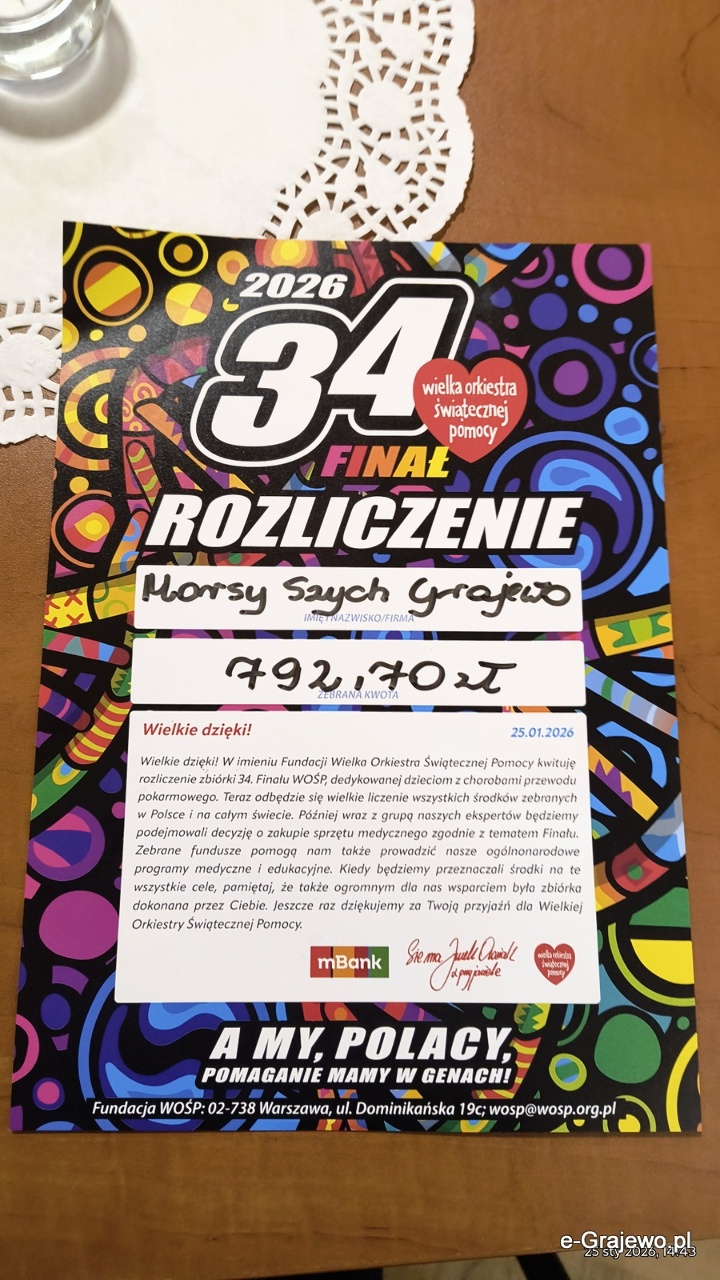 2026
34
wielka orkiestra
świątecznej
pomocy
FINAŁ
ROZLICZENIE
Morsy Szych Grajewo
IMIĘ I NAZWISKO/FIRMA
792,70 zł
ZEBRANA KWOTA
Wielkie dzięki! 25.01.2026
Wielkie dzięki! W imieniu Fundacji Wielka Orkiestra Świątecznej Pomocy kwituję
rozliczenie zbiórki 34. Finału WOŚP, dedykowanej dzieciom z chorobami przewodu
pokarmowego. Teraz odbędzie się wielkie liczenie wszystkich środków zebranych
w Polsce i na całym świecie. Później wraz z grupą naszych ekspertów będziemy
podejmowali decyzję o zakupie sprzętu medycznego zgodnie z tematem Finału.
Zebrane fundusze pomogą nam także prowadzić nasze ogólnonarodowe
programy medyczne i edukacyjne. Kiedy będziemy przeznaczali środki na te
wszystkie cele, pamiętaj, że także ogromnym dla nas wsparciem była zbiórka
dokonana przez Ciebie. Jeszcze raz dziękujemy za Twoją przyjaźń dla Wielkiej
Orkiestry Świątecznej Pomocy.
mBank
Sie ma, Jurek Owsiak
z przyjaciółmi
wielka orkiestra
świątecznej
pomocy
A MY, POLACY,
POMAGANIE MAMY W GENACH!
Fundacja WOŚP: 02-738 Warszawa, ul. Dominikańska 19c; wosp@wosp.org.pl
e-Grajewo.pl
25 sty 2026, 14:43